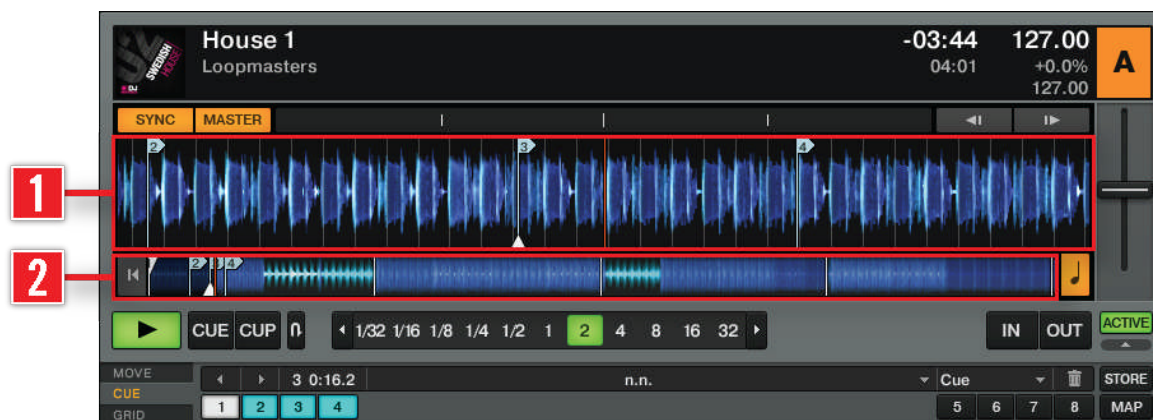 SWEDISH
HOUSE
DJ
House 1
Loopmasters
-03:44
04:01
127.00
+0.0%
127.00
A
SYNC MASTER
1
2 3 4
2
2 3 4
CUE CUP
1/32 1/16 1/8 1/4 1/2 1 2 4 8 16 32
IN OUT
ACTIVE
MOVE
CUE
GRID
3 0:16.2
n.n.
Cue
STORE
1 2 3 4
5 6 7 8
MAP